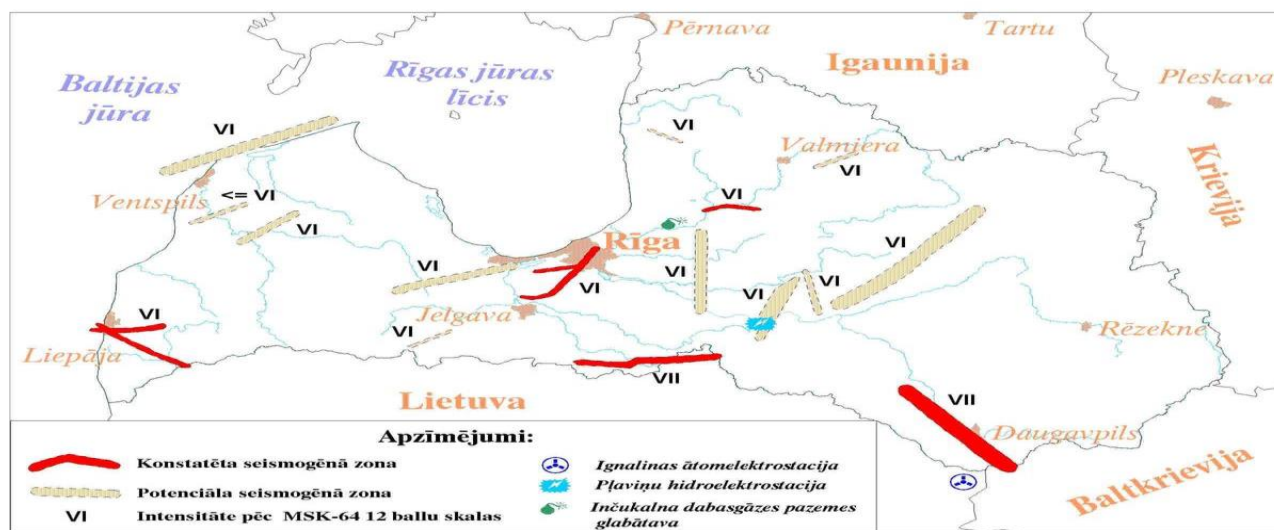 Pērnava
Tartu
Igaunija
Pleskava
Baltijas
jūra
Rīgas jūras
līcis
Krievija
VI
VI
Valmiera
VI
Ventspils
<= VI
VI
VI
Rīga
VI
VI
VI
VI
VI
VI
VI
Jelgava
VI
Liepāja
Rēzekne
VII
Lietuva
VII
Daugavpils
Baltkrievija
Apzīmējumi:
Konstatēta seismogēnā zona
Potenciāla seismogēnā zona
VI Intensitāte pēc MSK-64 12 ballu skalas
Ignalinas ātomelektrostacija
Pļaviņu hidroelektrostacija
Inčukalna dabasgāzes pazemes
glabātava